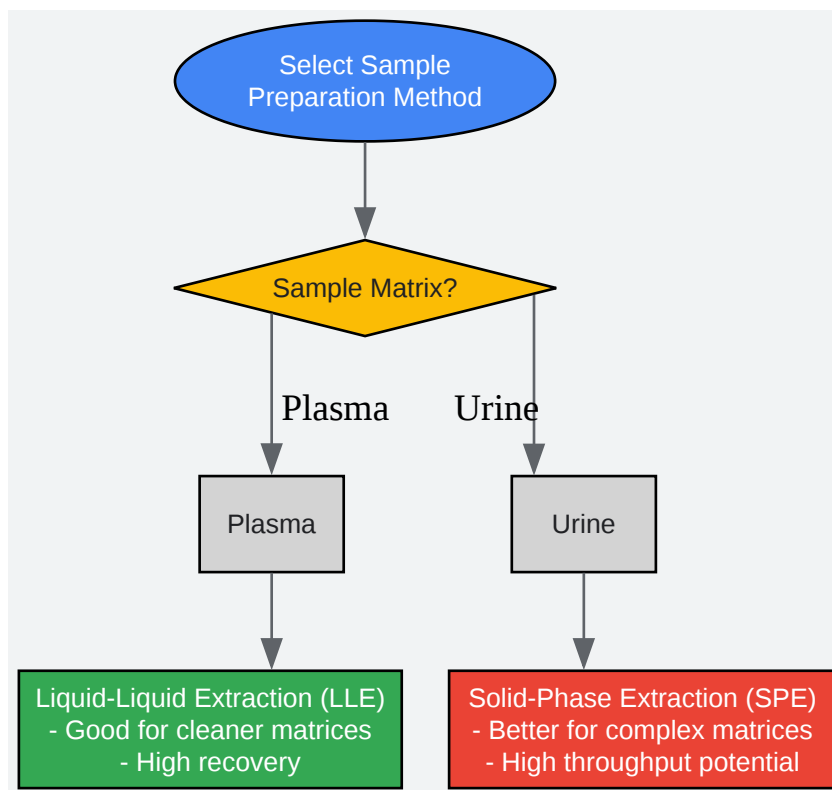 Select Sample
Preparation Method
Sample Matrix?
Plasma
Urine
Plasma
Urine
Liquid-Liquid Extraction (LLE)
- Good for cleaner matrices
- High recovery
Solid-Phase Extraction (SPE)
- Better for complex matrices
- High throughput potential